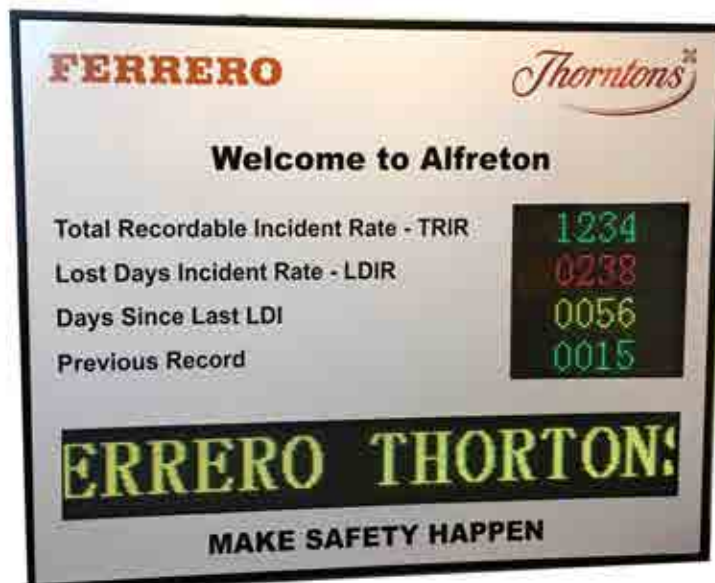 FERRERO
Thorntons
Welcome to Alfreton
Total Recordable Incident Rate - TRIR 1234
Lost Days Incident Rate - LDIR 0238
Days Since Last LDI 0056
Previous Record 0015
ERRERO THORTONS
MAKE SAFETY HAPPEN